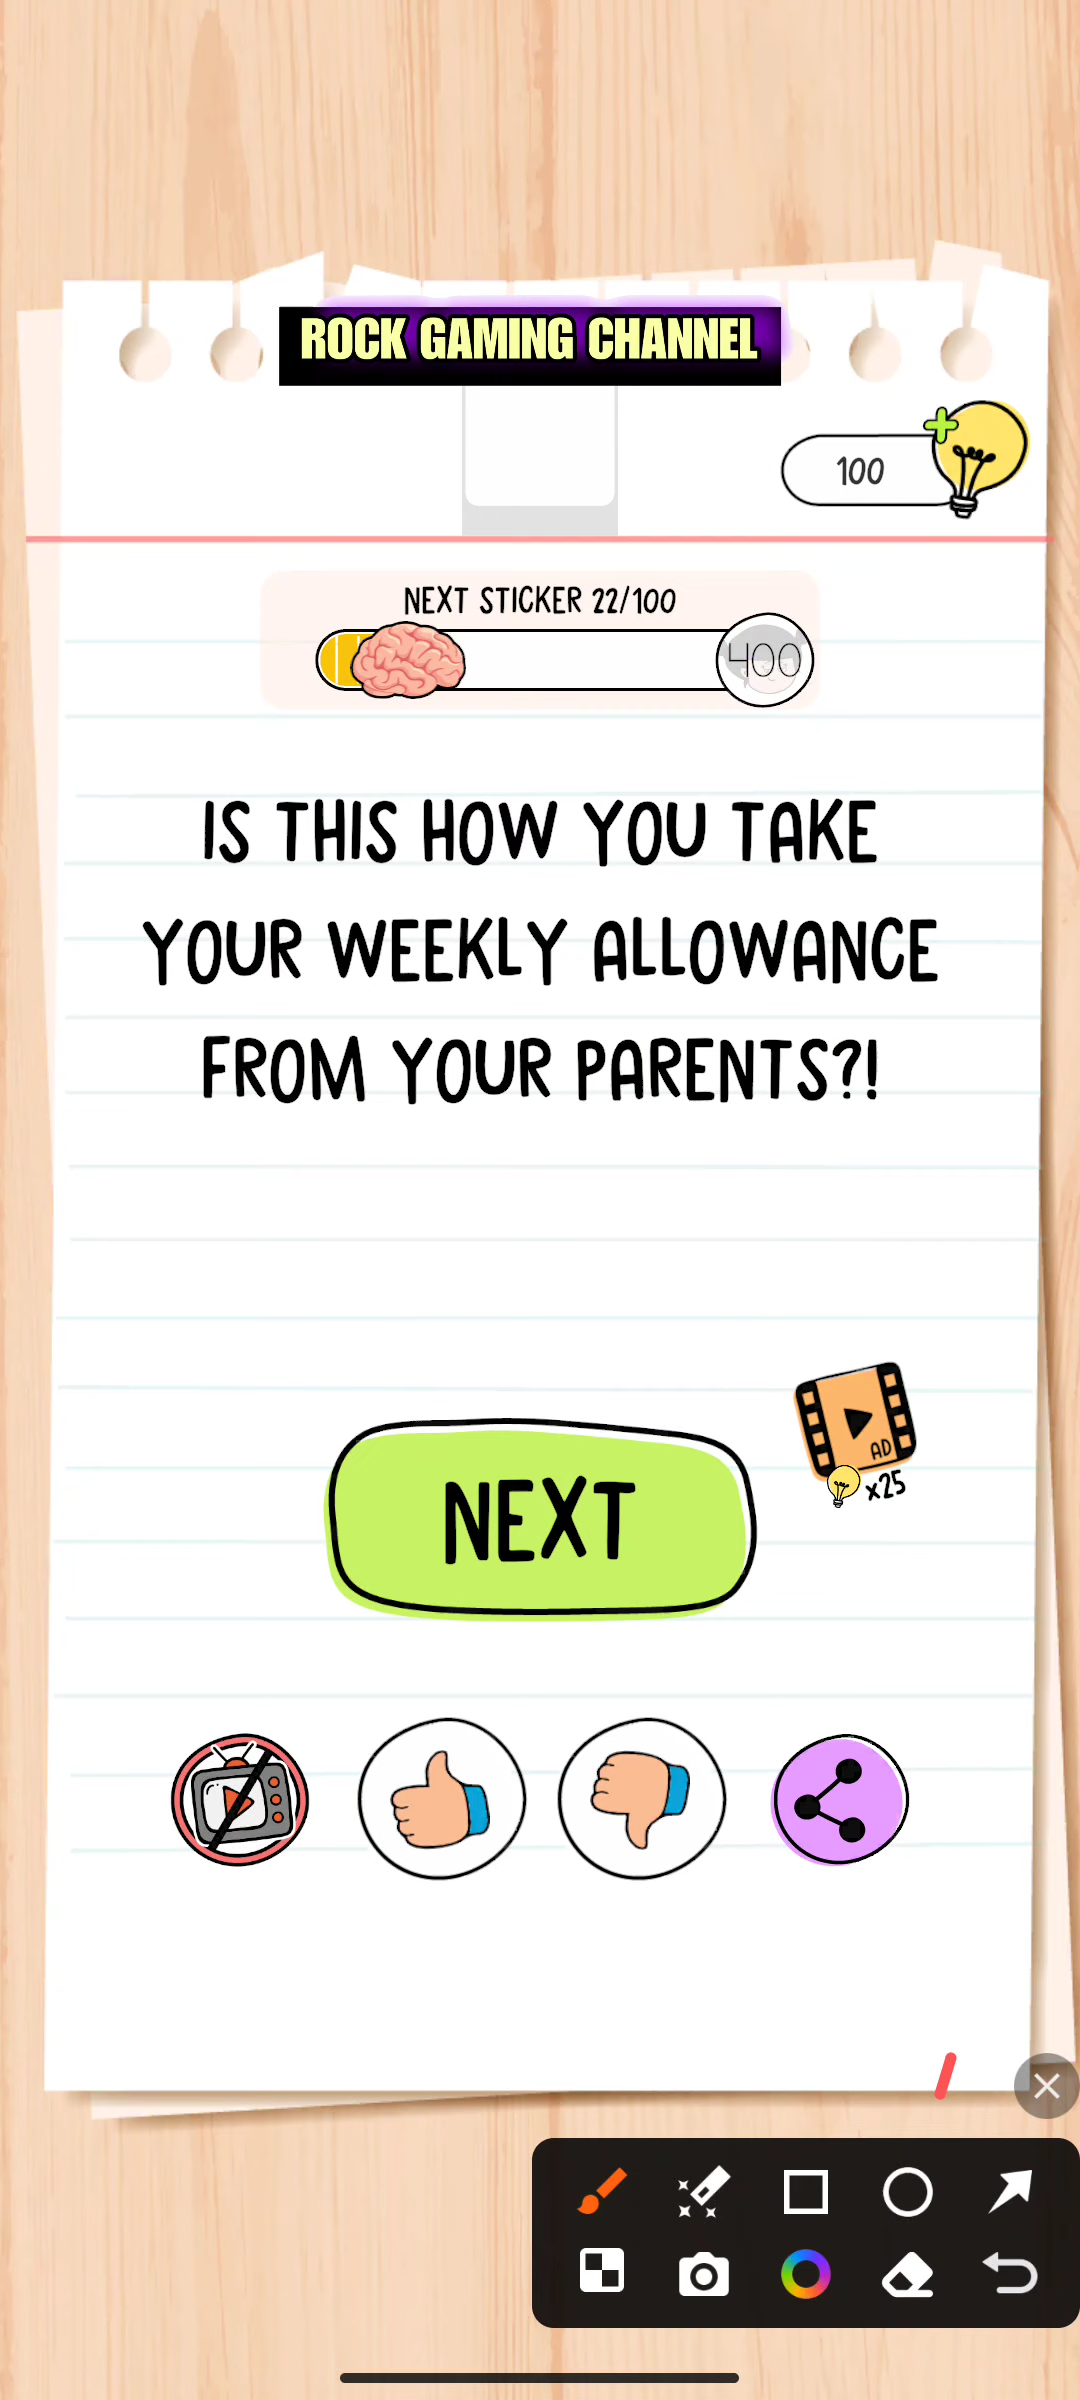 ROCK GAMING CHANNEL
100
NEXT STICKER 22/100
400
IS THIS HOW YOU TAKE
YOUR WEEKLY ALLOWANCE
FROM YOUR PARENTS?!
AD
x25
NEXT